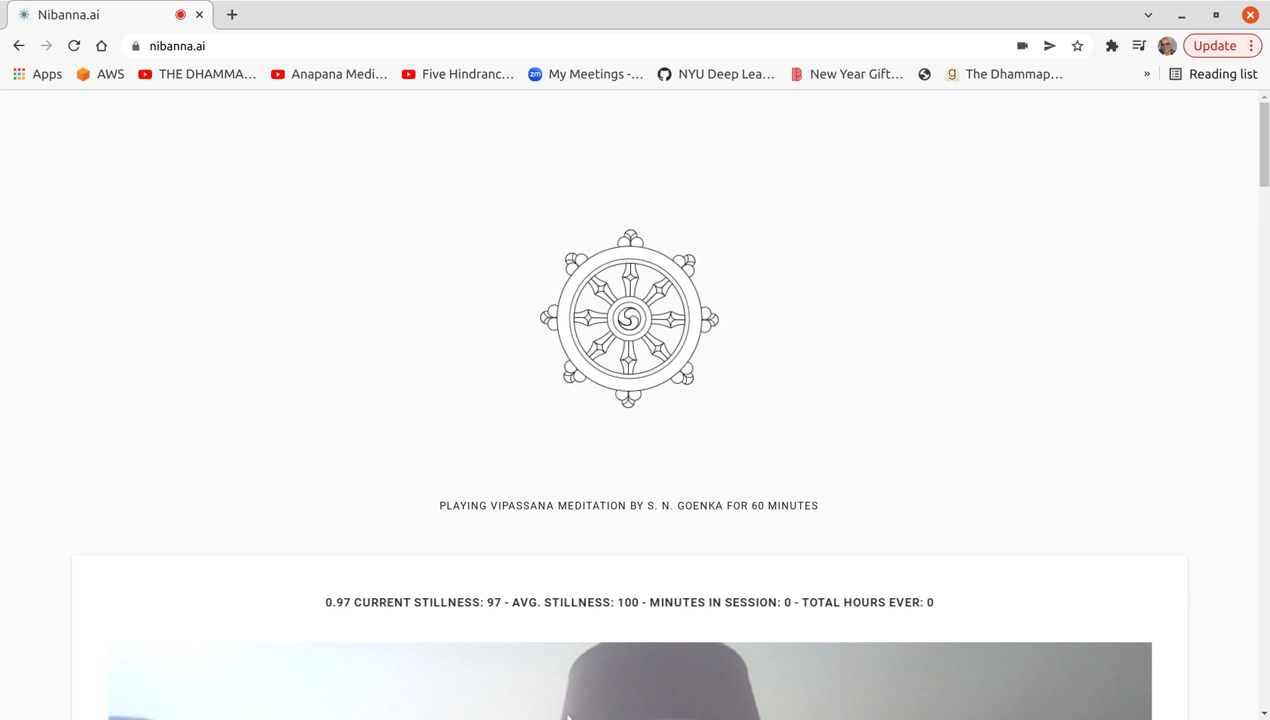 Nibanna.ai
nibanna.ai
Update
Apps AWS THE DHAMMA... Anapana Medi... Five Hindranc... zm My Meetings -... NYU Deep Lea... New Year Gift... g The Dhammap... » Reading list
PLAYING VIPASSANA MEDITATION BY S. N. GOENKA FOR 60 MINUTES
0.97 CURRENT STILLNESS: 97 - AVG. STILLNESS: 100 - MINUTES IN SESSION: 0 - TOTAL HOURS EVER: 0